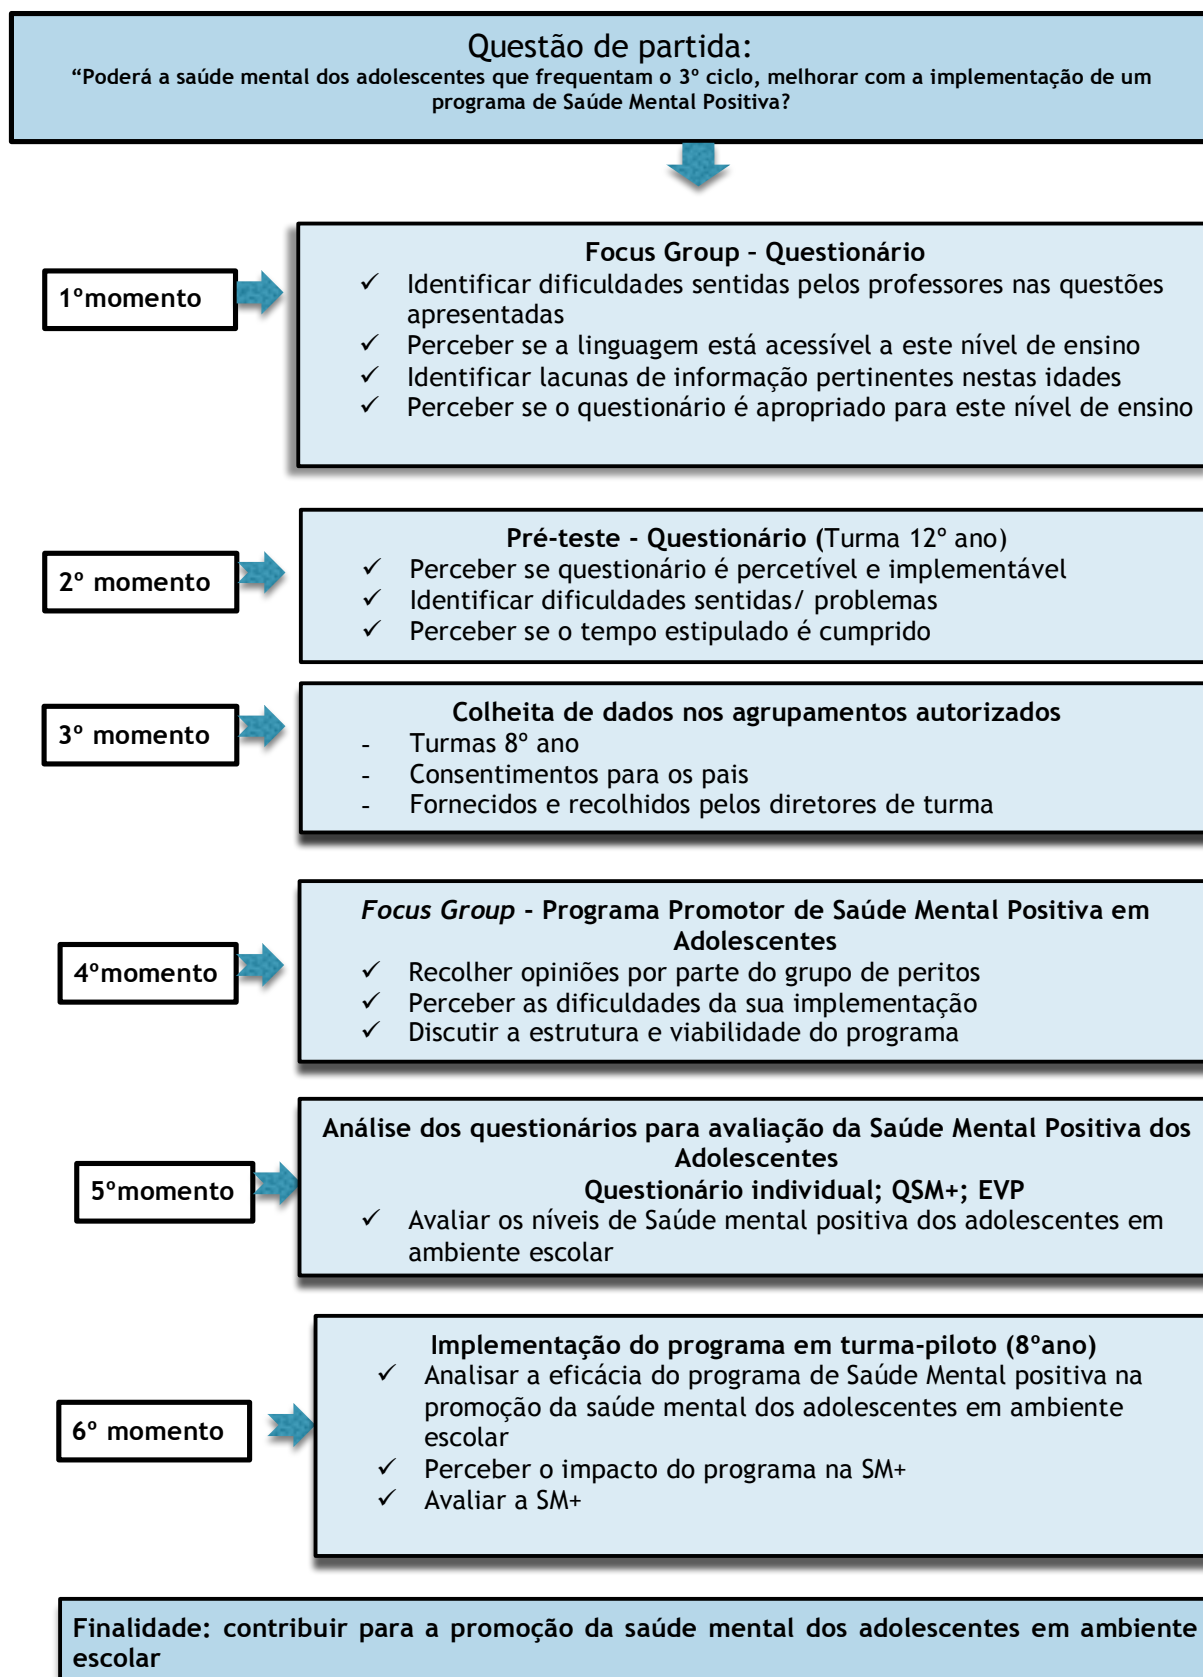 Questão de partida:
“Poderá a saúde mental dos adolescentes que frequentam o 3º ciclo, melhorar com a implementação de um
programa de Saúde Mental Positiva?
1ºmomento
Focus Group – Questionário
✓ Identificar dificuldades sentidas pelos professores nas questões
apresentadas
✓ Perceber se a linguagem está acessível a este nível de ensino
✓ Identificar lacunas de informação pertinentes nestas idades
✓ Perceber se o questionário é apropriado para este nível de ensino
2º momento
Pré-teste - Questionário (Turma 12º ano)
✓ Perceber se questionário é percetível e implementável
✓ Identificar dificuldades sentidas/ problemas
✓ Perceber se o tempo estipulado é cumprido
3º momento
Colheita de dados nos agrupamentos autorizados
- Turmas 8º ano
- Consentimentos para os pais
- Fornecidos e recolhidos pelos diretores de turma
4ºmomento
Focus Group - Programa Promotor de Saúde Mental Positiva em
Adolescentes
✓ Recolher opiniões por parte do grupo de peritos
✓ Perceber as dificuldades da sua implementação
✓ Discutir a estrutura e viabilidade do programa
5ºmomento
Análise dos questionários para avaliação da Saúde Mental Positiva dos
Adolescentes
Questionário individual; QSM+; EVP
✓ Avaliar os níveis de Saúde mental positiva dos adolescentes em
ambiente escolar
6º momento
Implementação do programa em turma-piloto (8ºano)
✓ Analisar a eficácia do programa de Saúde Mental positiva na
promoção da saúde mental dos adolescentes em ambiente
escolar
✓ Perceber o impacto do programa na SM+
✓ Avaliar a SM+
Finalidade: contribuir para a promoção da saúde mental dos adolescentes em ambiente
escolar